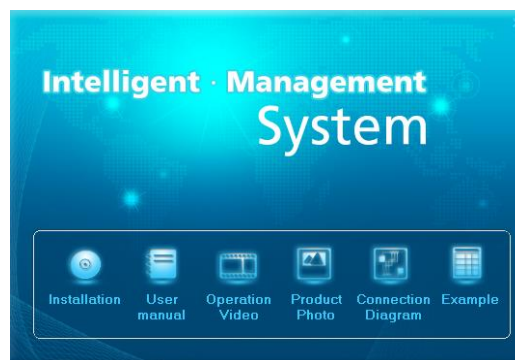 Intelligent · Management
System
Installation
User
manual
Operation
Video
Product
Photo
Connection
Diagram
Example